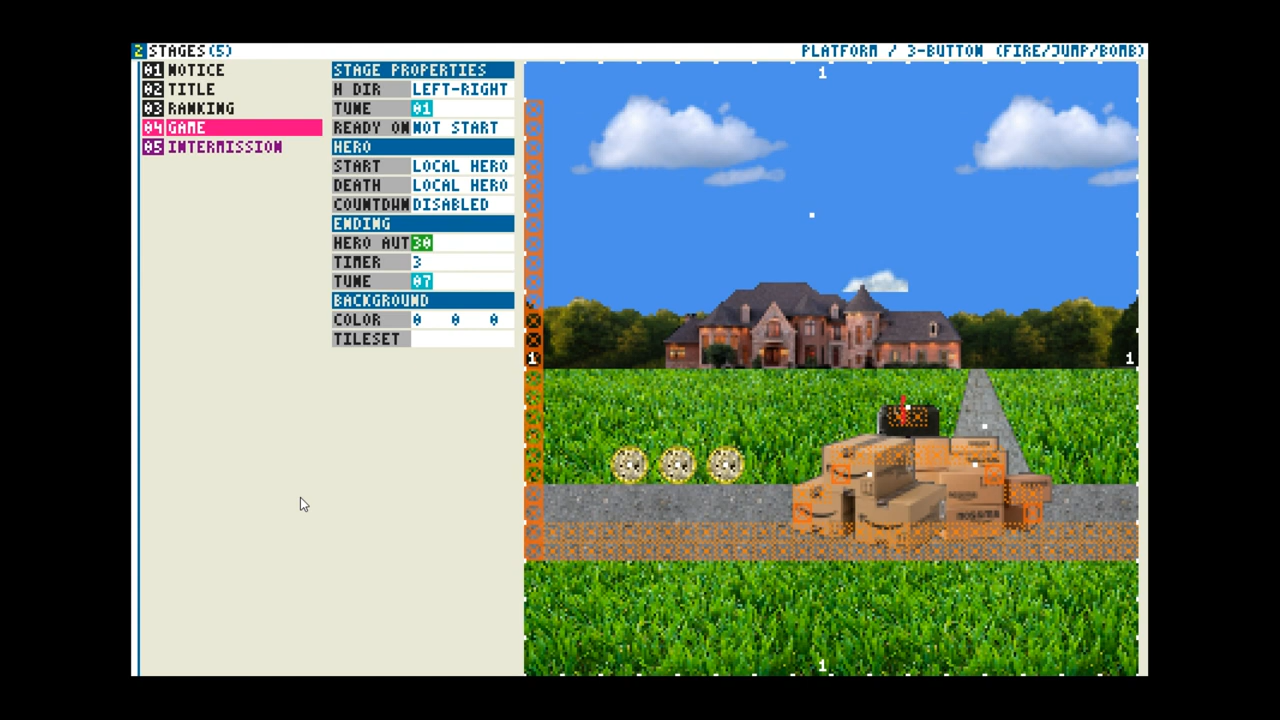 2 STAGES(5)
PLATFORM / 3-BUTTON (FIRE/JUMP/BOMB)
01 NOTICE
02 TITLE
03 RANKING
04 GAME
05 INTERMISSION
STAGE PROPERTIES
H DIR LEFT-RIGHT
TUNE 01
READY ON NOT START
HERO
START LOCAL HERO
DEATH LOCAL HERO
COUNTDWN DISABLED
ENDING
HERO AUT 30
TIMER 3
TUNE 07
BACKGROUND
COLOR 0 0 0
TILESET
1
1
1
1